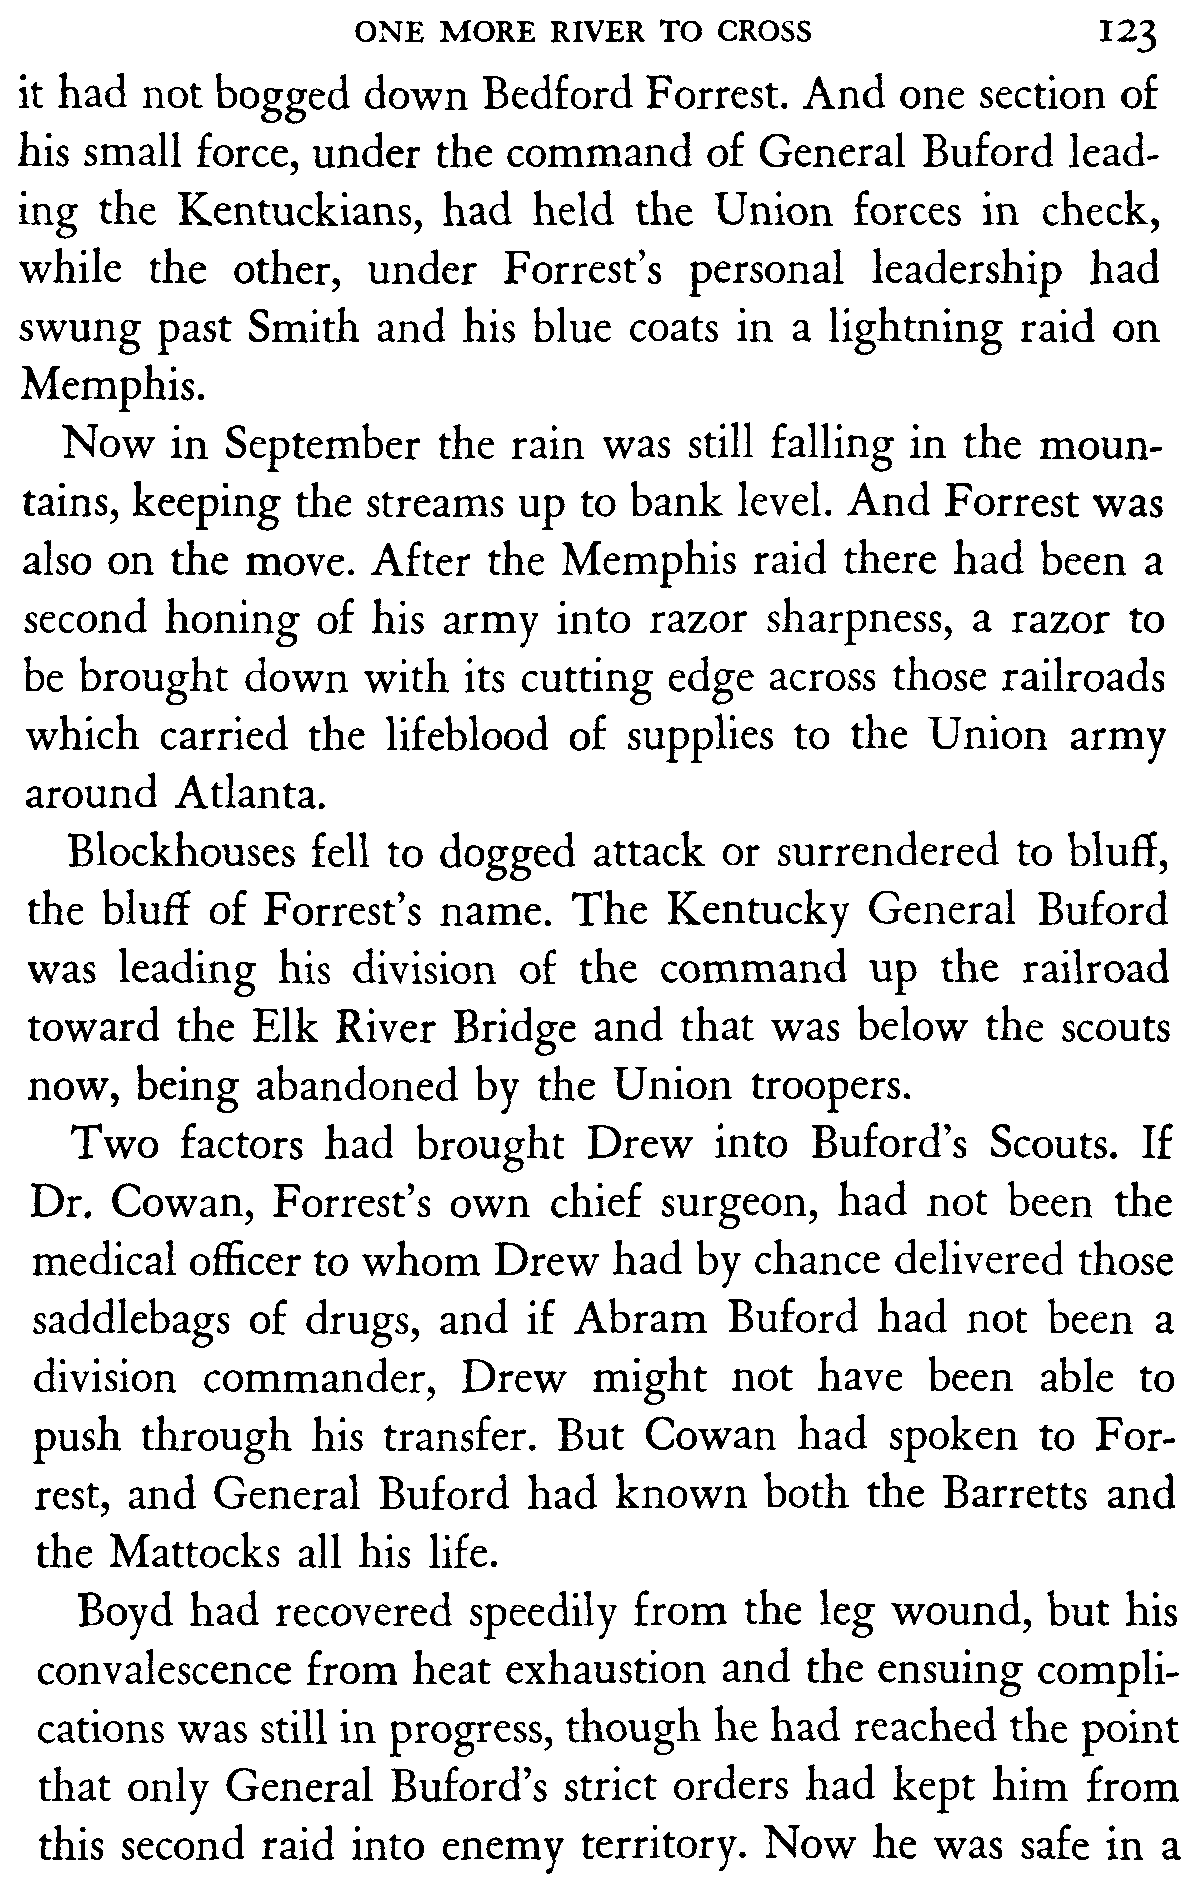 ONE MORE RIVER TO CROSS 123
it had not bogged down Bedford Forrest. And one section of
his small force, under the command of General Buford lead-
ing the Kentuckians, had held the Union forces in check,
while the other, under Forrest's personal leadership had
swung past Smith and his blue coats in a lightning raid on
Memphis.
Now in September the rain was still falling in the moun-
tains, keeping the streams up to bank level. And Forrest was
also on the move. After the Memphis raid there had been a
second honing of his army into razor sharpness, a razor to
be brought down with its cutting edge across those railroads
which carried the lifeblood of supplies to the Union army
around Atlanta.
Blockhouses fell to dogged attack or surrendered to bluff,
the bluff of Forrest's name. The Kentucky General Buford
was leading his division of the command up the railroad
toward the Elk River Bridge and that was below the scouts
now, being abandoned by the Union troopers.
Two factors had brought Drew into Buford's Scouts. If
Dr. Cowan, Forrest's own chief surgeon, had not been the
medical officer to whom Drew had by chance delivered those
saddlebags of drugs, and if Abram Buford had not been a
division commander, Drew might not have been able to
push through his transfer. But Cowan had spoken to For-
rest, and General Buford had known both the Barretts and
the Mattocks all his life.
Boyd had recovered speedily from the leg wound, but his
convalescence from heat exhaustion and the ensuing compli-
cations was still in progress, though he had reached the point
that only General Buford's strict orders had kept him from
this second raid into enemy territory. Now he was safe in a